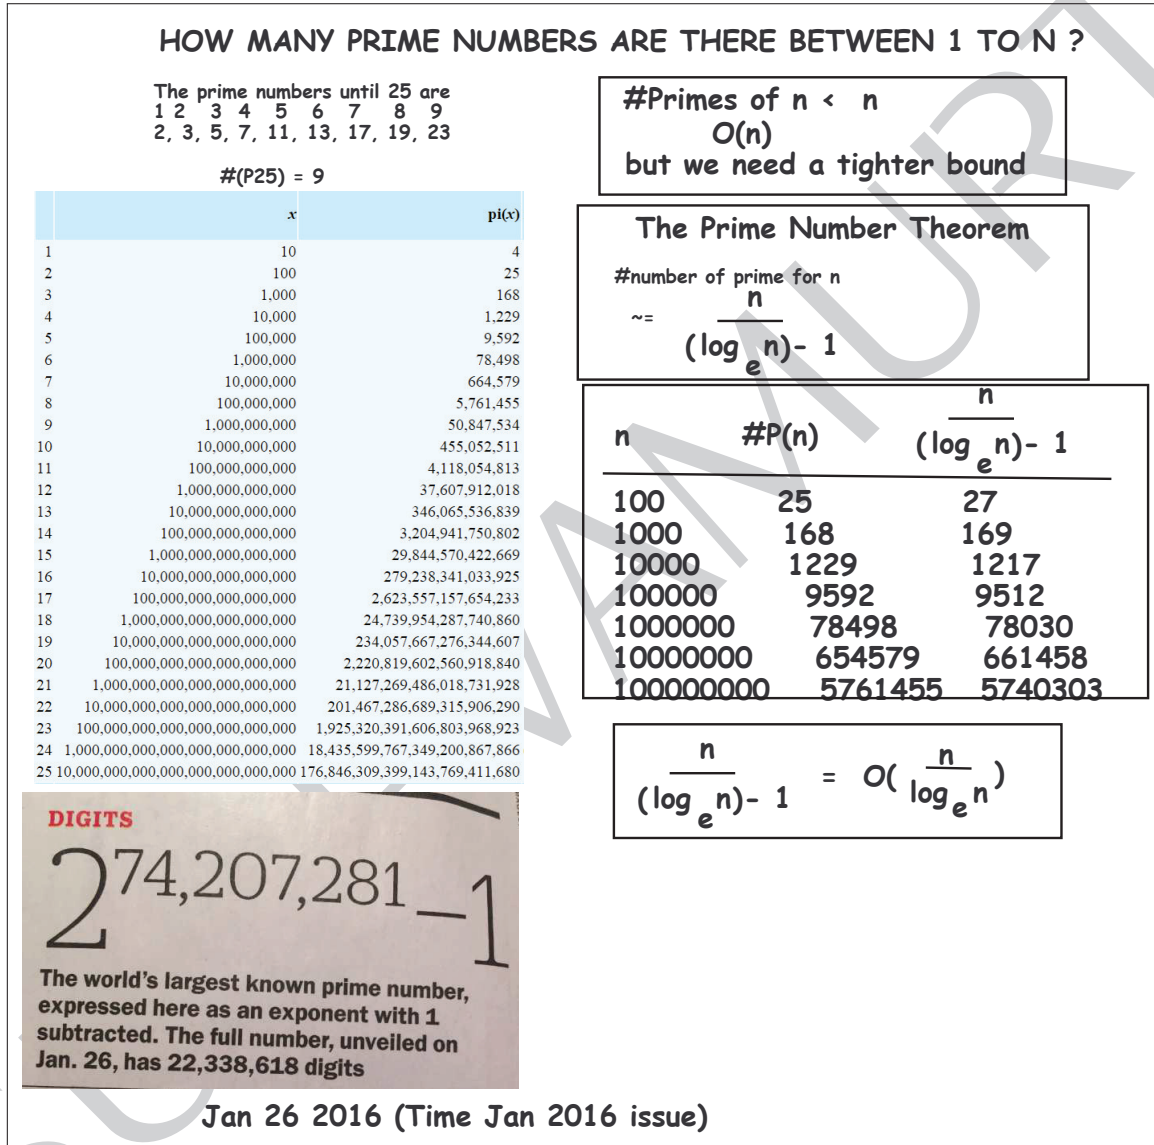 HOW MANY PRIME NUMBERS ARE THERE BETWEEN 1 TO N ?
The prime numbers until 25 are
1 2 3 4 5 6 7 8 9
2, 3, 5, 7, 11, 13, 17, 19, 23
#(P25) = 9
x pi(x)
1 10 4
2 100 25
3 1,000 168
4 10,000 1,229
5 100,000 9,592
6 1,000,000 78,498
7 10,000,000 664,579
8 100,000,000 5,761,455
9 1,000,000,000 50,847,534
10 10,000,000,000 455,052,511
11 100,000,000,000 4,118,054,813
12 1,000,000,000,000 37,607,912,018
13 10,000,000,000,000 346,065,536,839
14 100,000,000,000,000 3,204,941,750,802
15 1,000,000,000,000,000 29,844,570,422,669
16 10,000,000,000,000,000 279,238,341,033,925
17 100,000,000,000,000,000 2,623,557,157,654,233
18 1,000,000,000,000,000,000 24,739,954,287,740,860
19 10,000,000,000,000,000,000 234,057,667,276,344,607
20 100,000,000,000,000,000,000 2,220,819,602,560,918,840
21 1,000,000,000,000,000,000,000 21,127,269,486,018,731,928
22 10,000,000,000,000,000,000,000 201,467,286,689,315,906,290
23 100,000,000,000,000,000,000,000 1,925,320,391,606,803,968,923
24 1,000,000,000,000,000,000,000,000 18,435,599,767,349,200,867,866
25 10,000,000,000,000,000,000,000,000 176,846,309,399,143,769,411,680
DIGITS
2^74,207,281 – 1
The world's largest known prime number,
expressed here as an exponent with 1
subtracted. The full number, unveiled on
Jan. 26, has 22,338,618 digits
Jan 26 2016 (Time Jan 2016 issue)
#Primes of n < n
O(n)
but we need a tighter bound
The Prime Number Theorem
#number of prime for n
n
~= (log e n)- 1
n
n #P(n) (log e n)- 1
100 25 27
1000 168 169
10000 1229 1217
100000 9592 9512
1000000 78498 78030
10000000 654579 661458
100000000 5761455 5740303
n n
(log e n)- 1 = O( log e n )